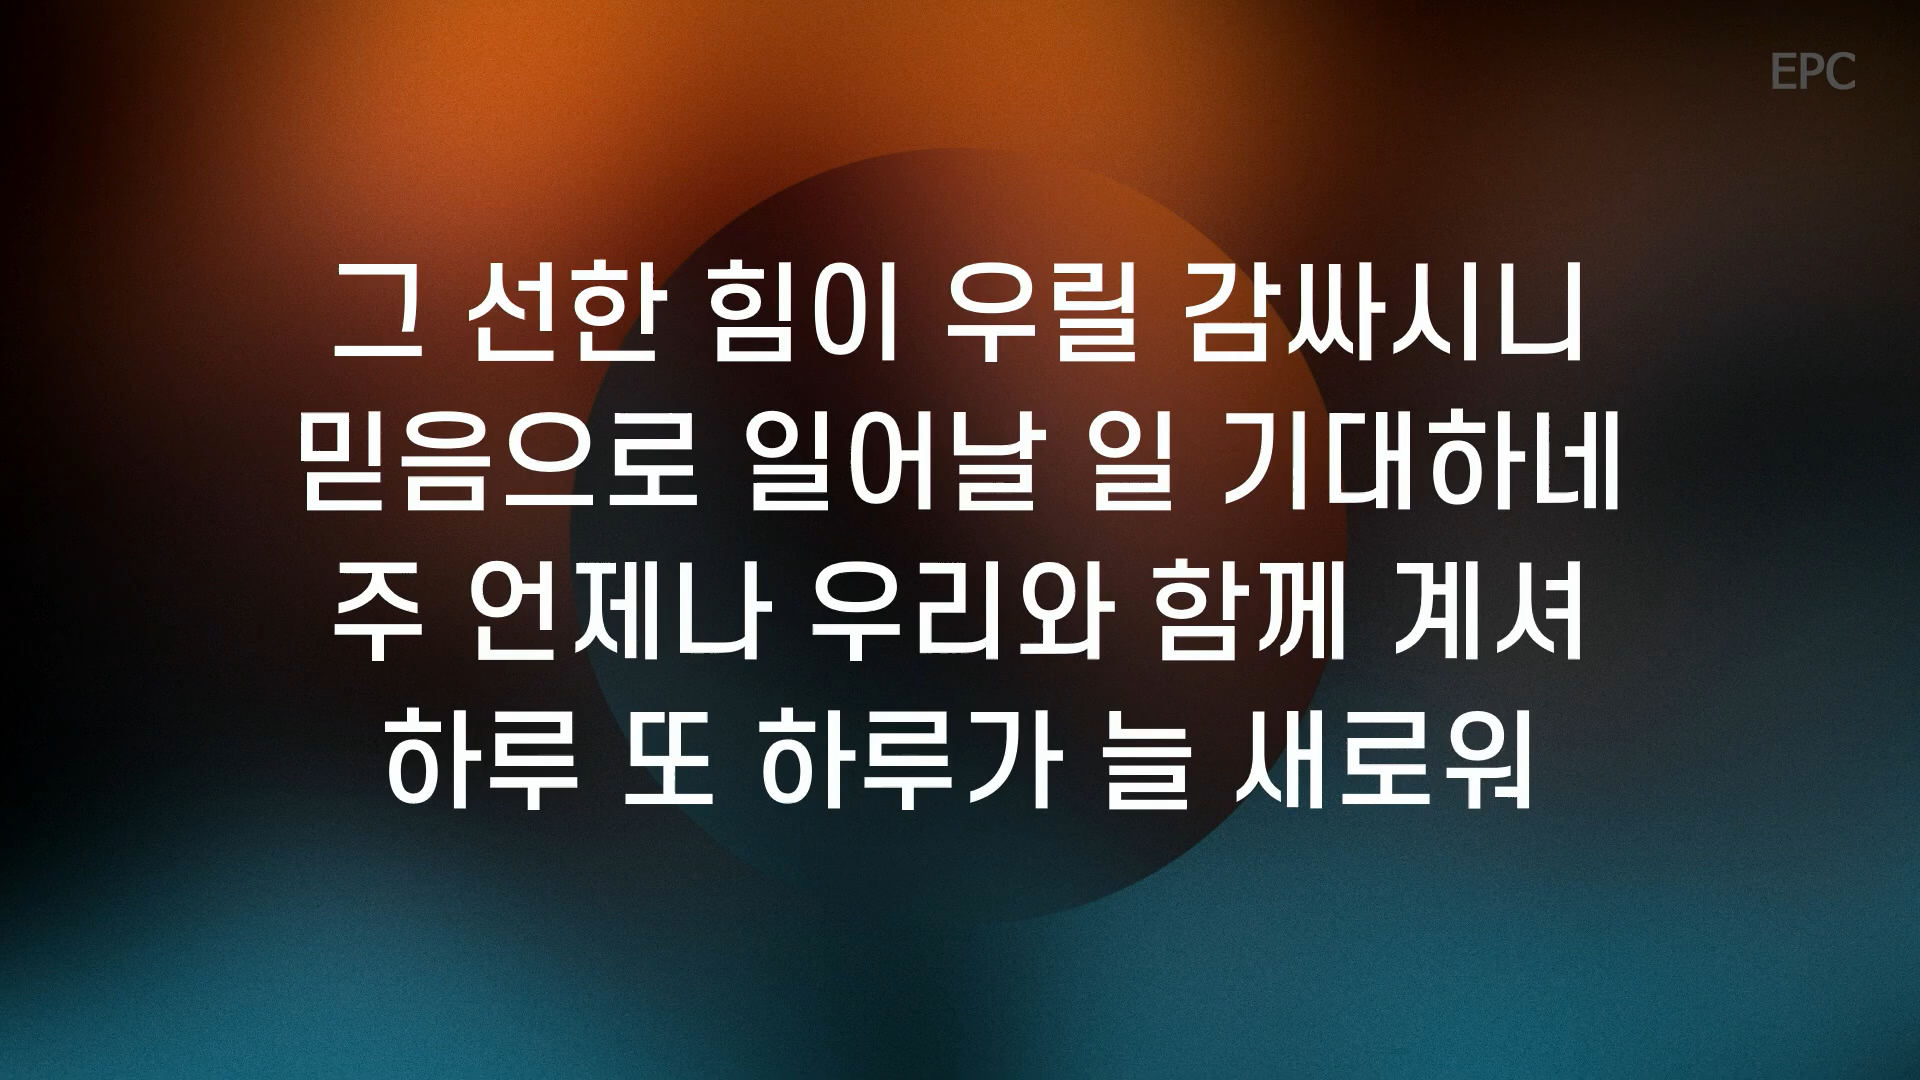 EPC
그 선한 힘이 우릴 감싸시니
믿음으로 일어날 일 기대하네
주 언제나 우리와 함께 계셔
하루 또 하루가 늘 새로워